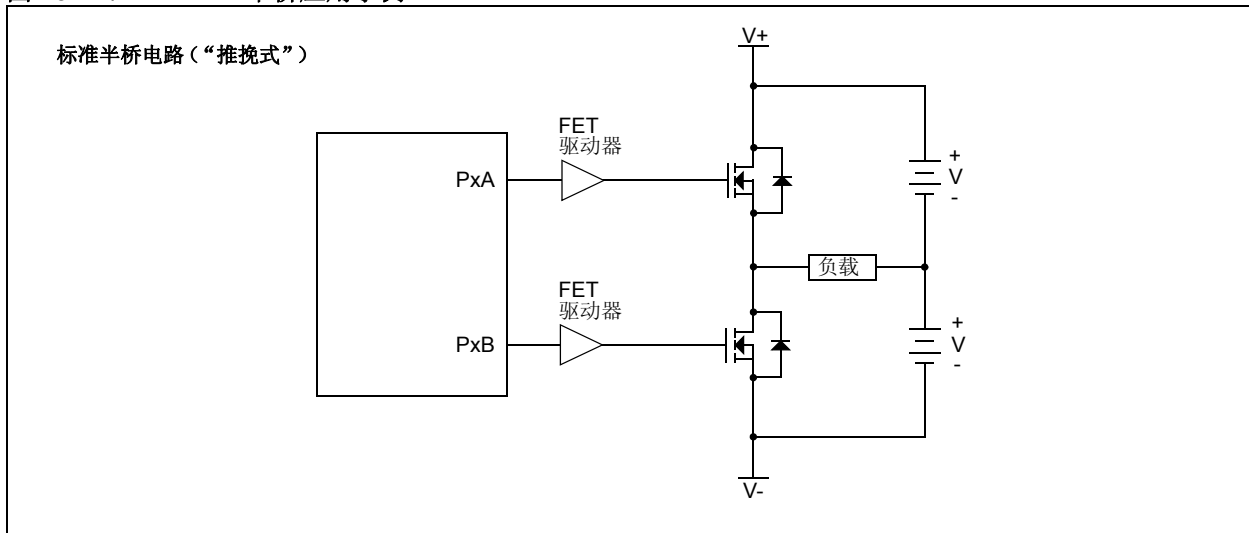 标准半桥电路（“推挽式”）
V+
FET
驱动器
PxA
+
V
-
负载
FET
驱动器
PxB
+
V
-
V-